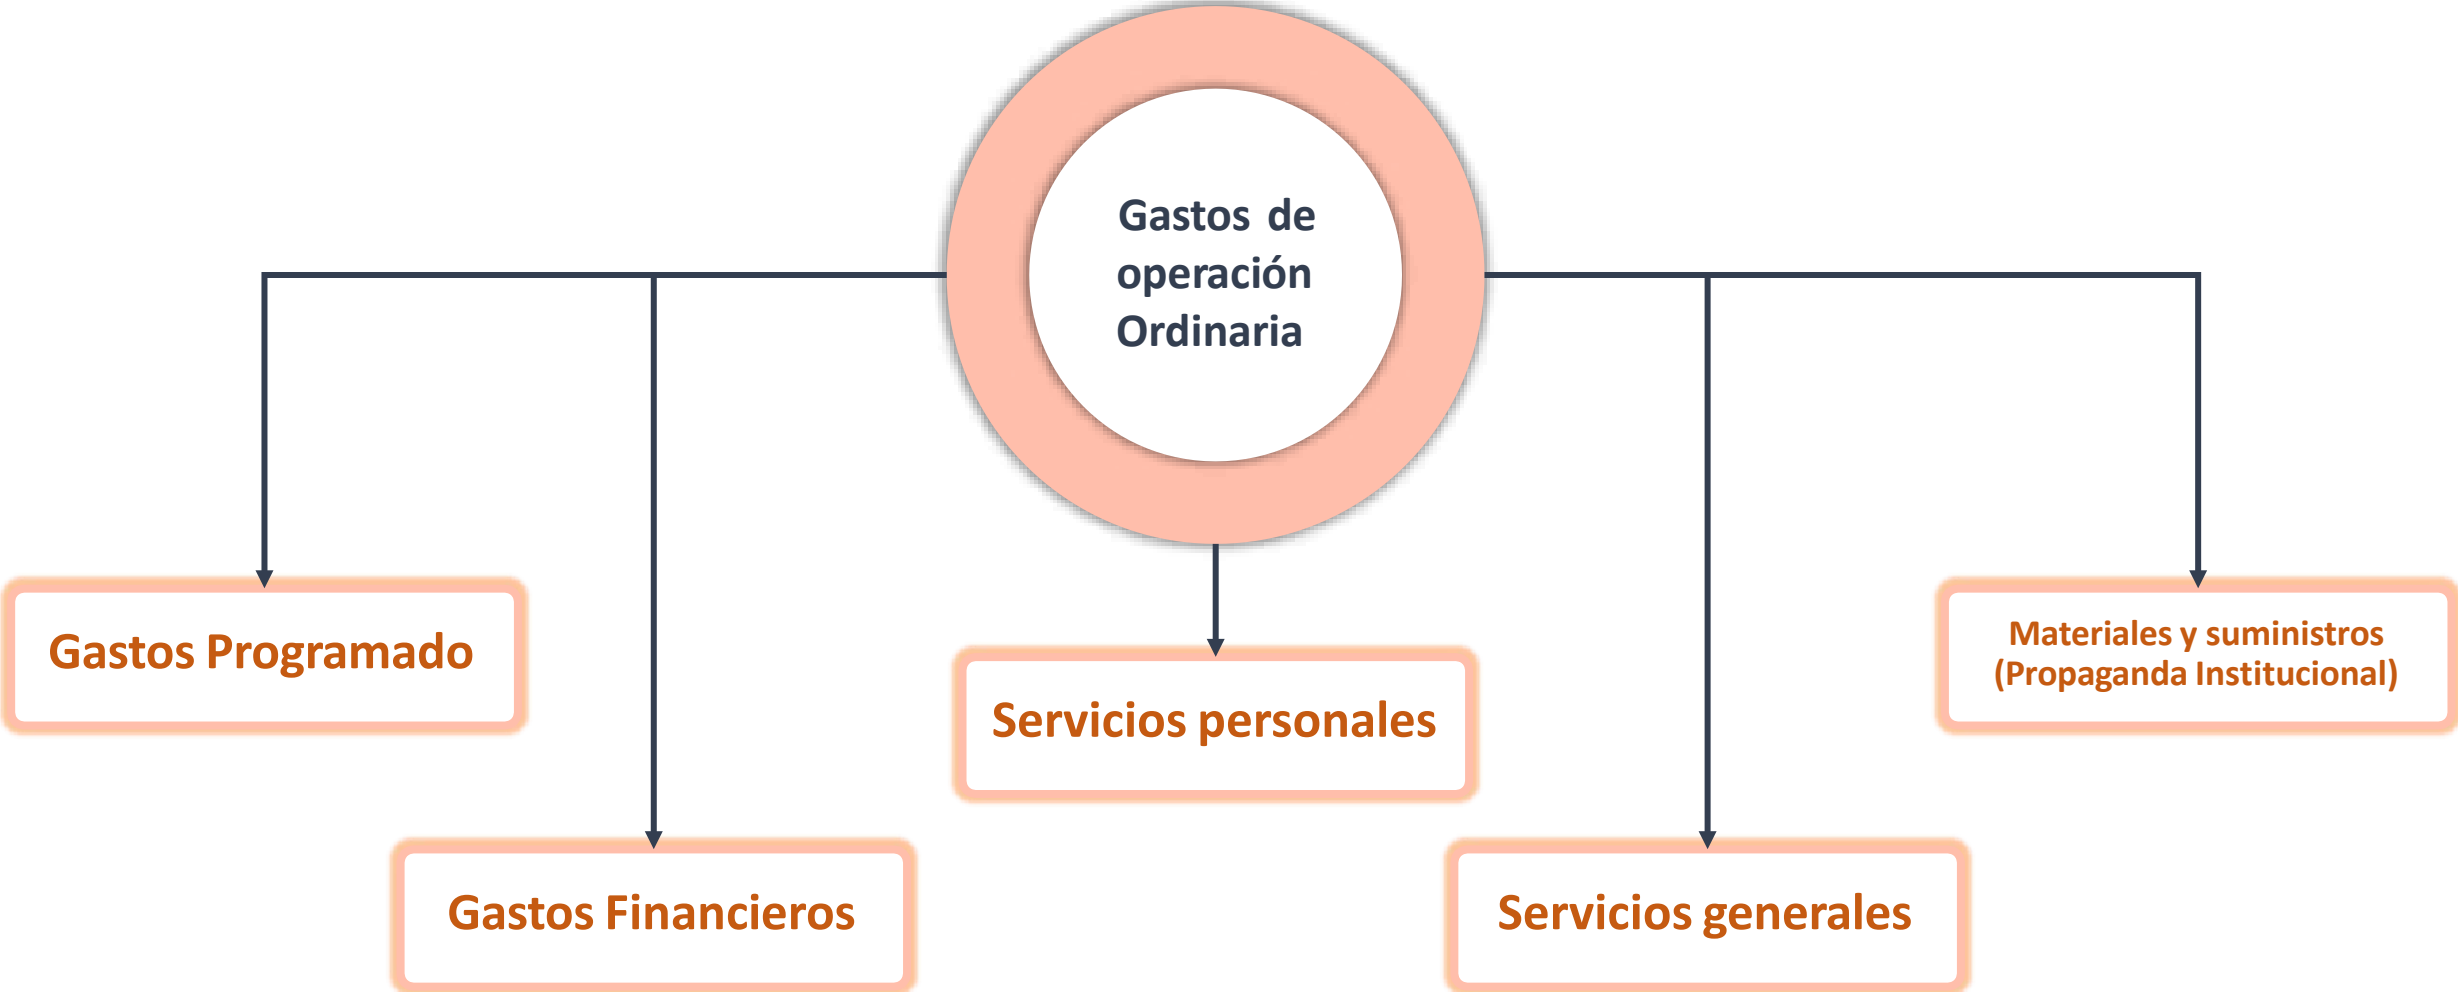 Gastos de
operación
Ordinaria
Gastos Programado
Gastos Financieros
Servicios personales
Servicios generales
Materiales y suministros
(Propaganda Institucional)